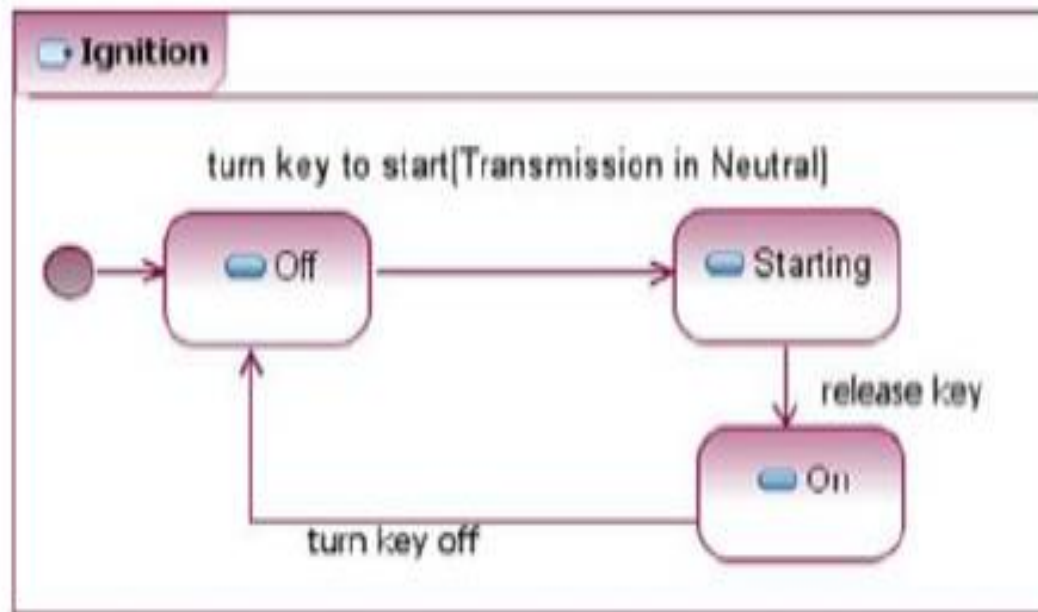 Ignition
turn key to start[Transmission in Neutral]
Off
Starting
release key
On
turn key off